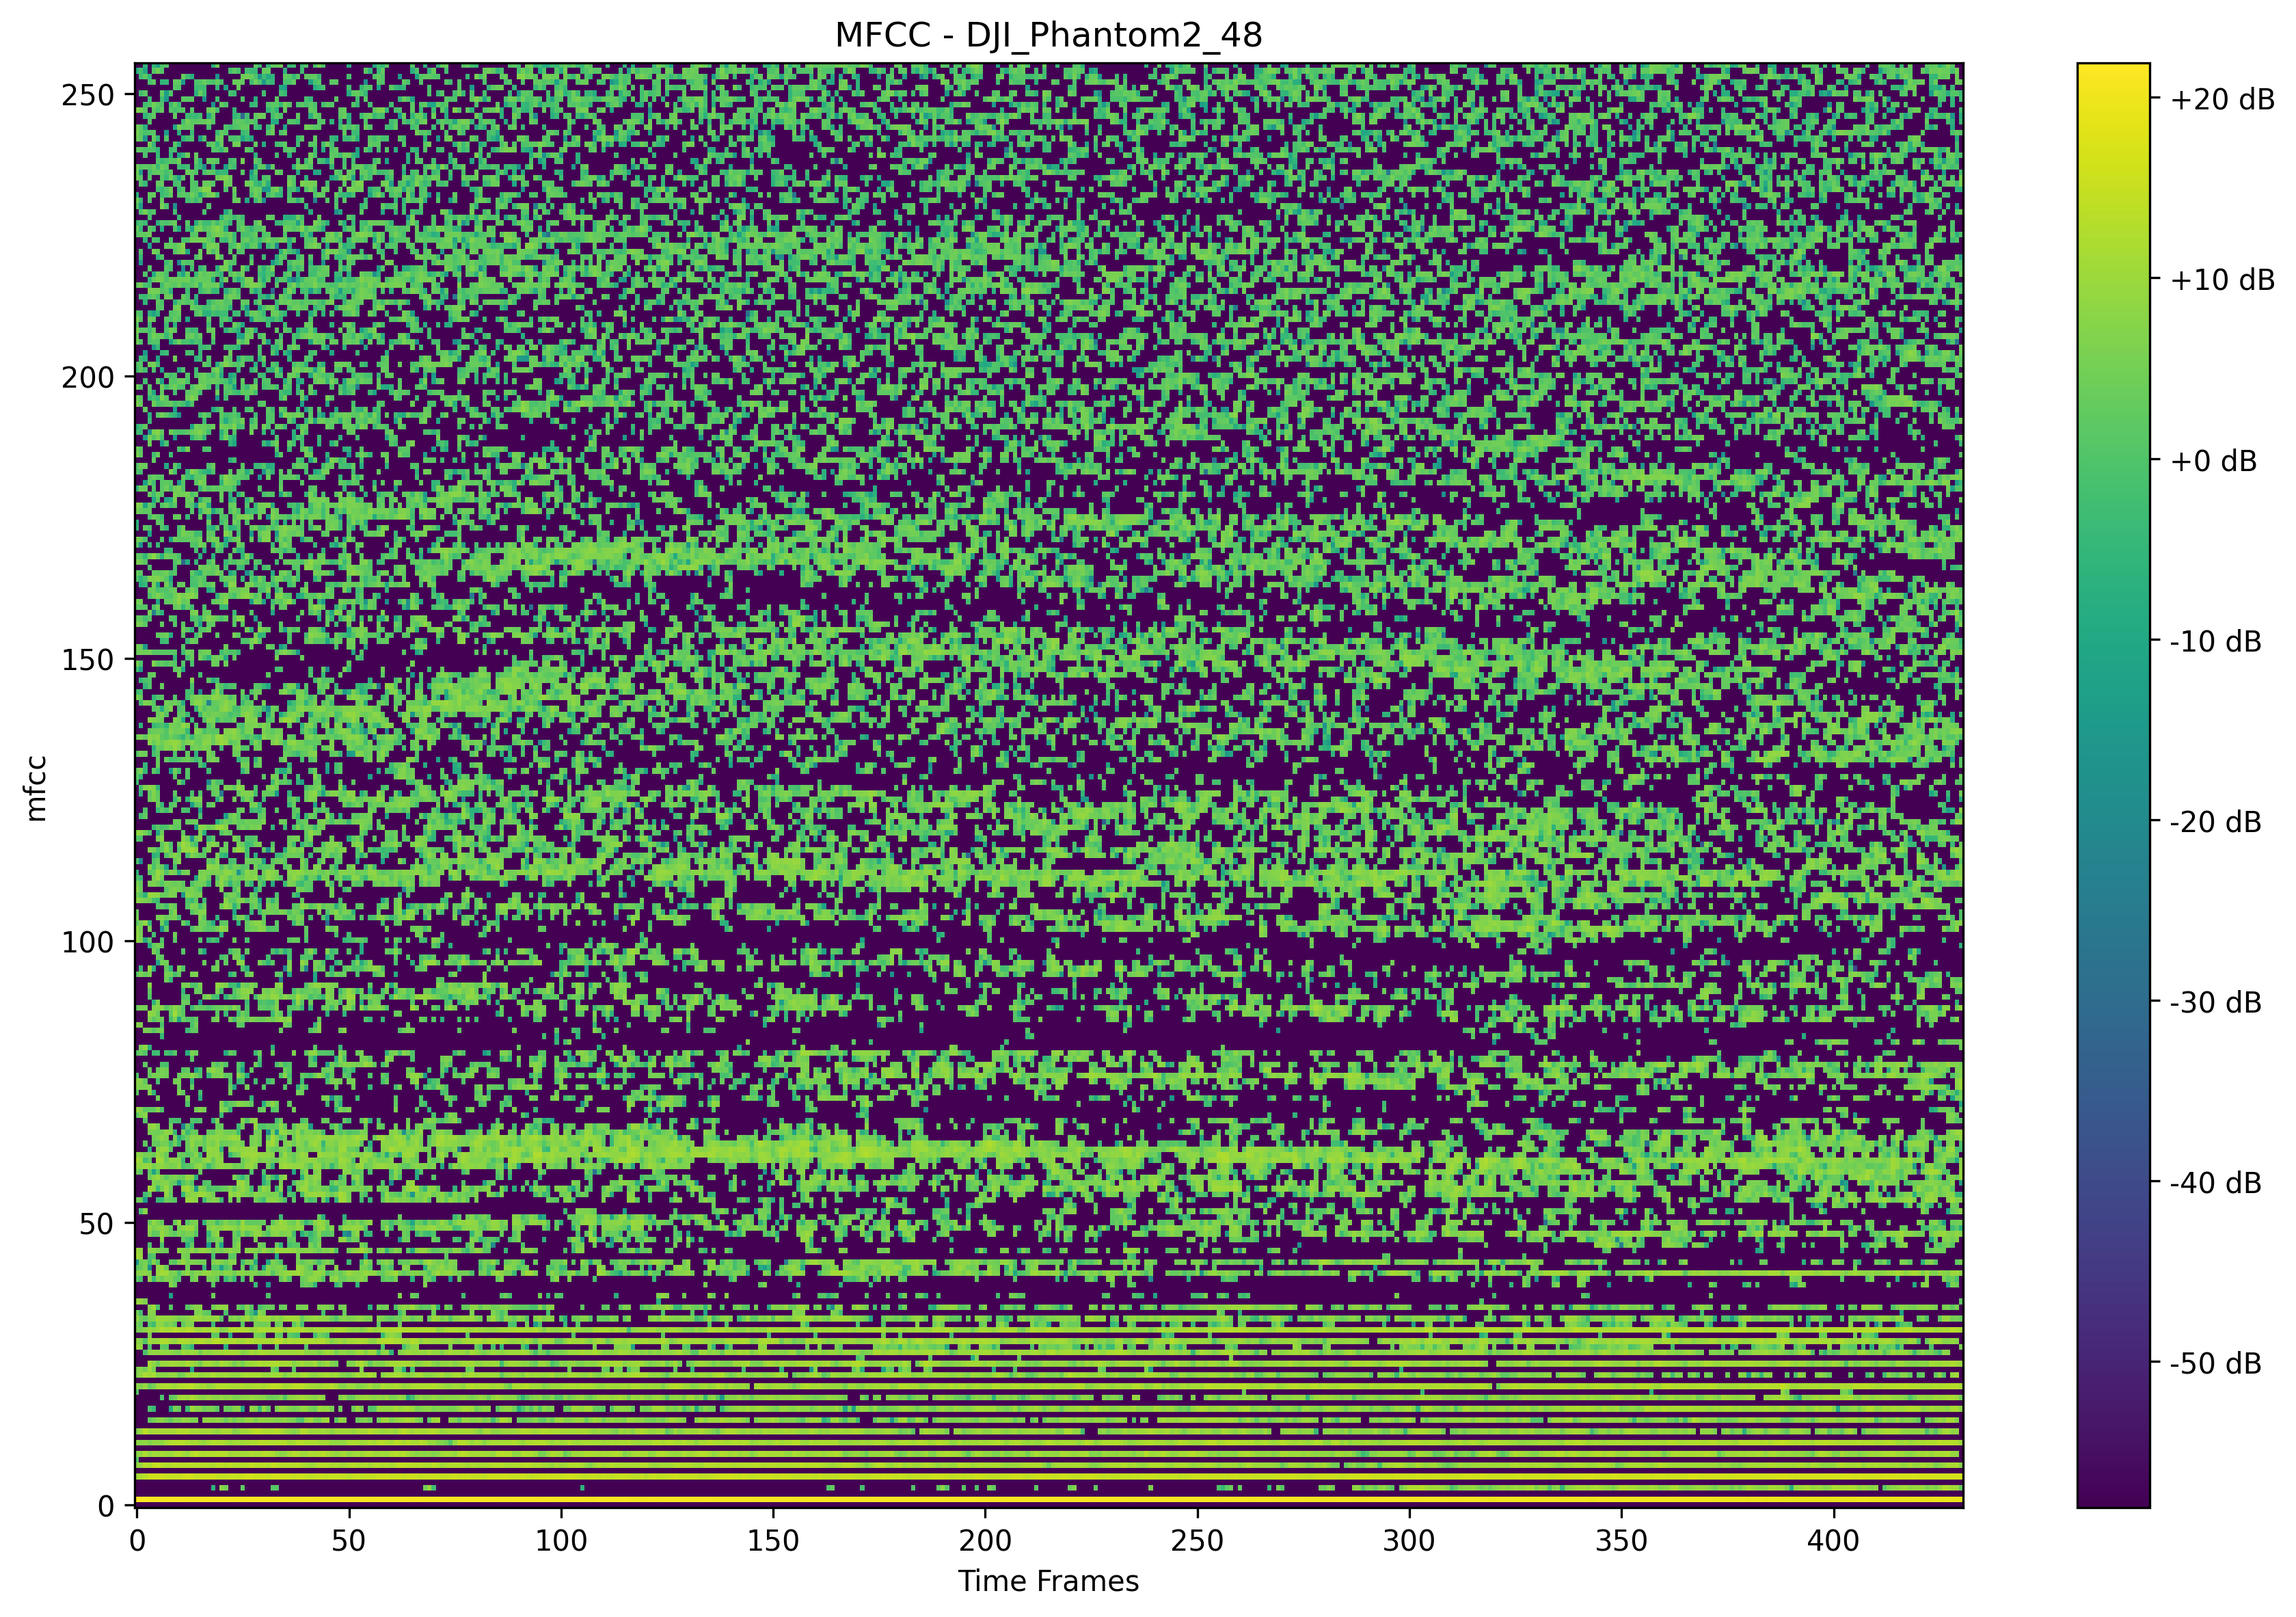 MFCC - DJI_Phantom2_48
250
200
150
100
50
0
mfcc
0 50 100 150 200 250 300 350 400
Time Frames
+20 dB
+10 dB
+0 dB
-10 dB
-20 dB
-30 dB
-40 dB
-50 dB